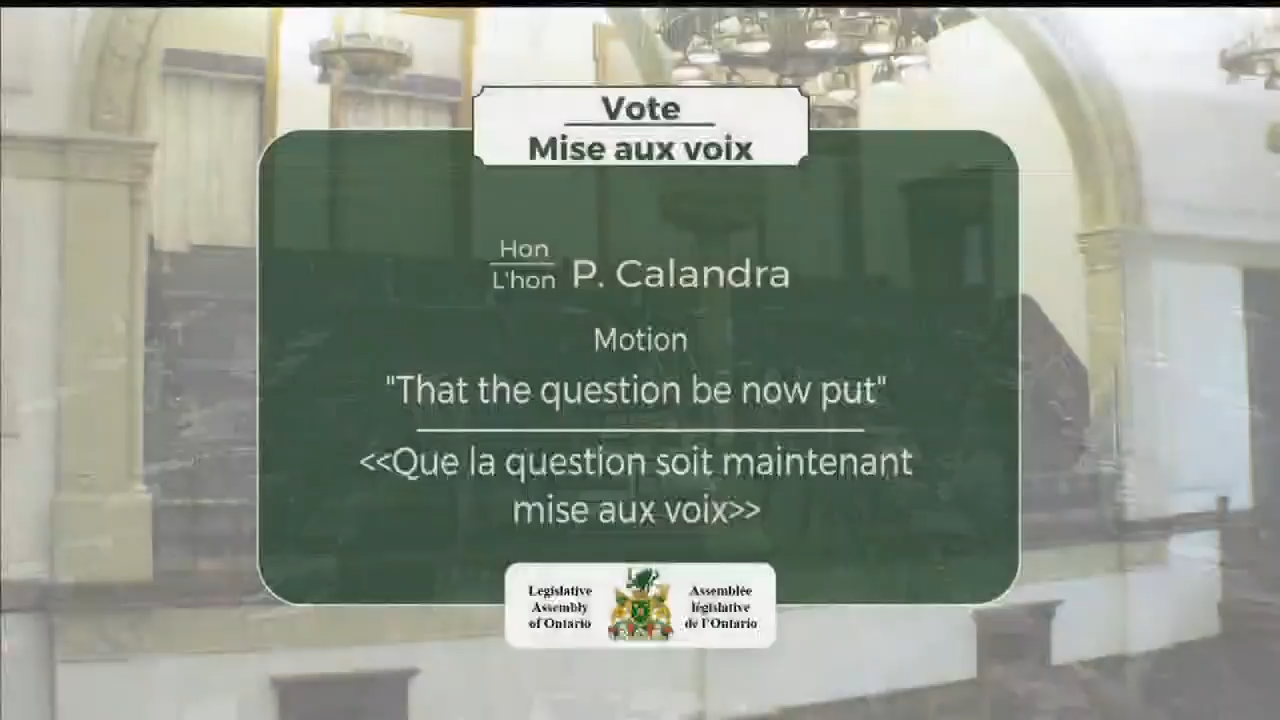 Vote
Mise aux voix
Hon
L'hon P. Calandra
Motion
"That the question be now put"
<<Que la question soit maintenant
mise aux voix>>
Legislative
Assembly
of Ontario
Assemblée
législative
de l'Ontario